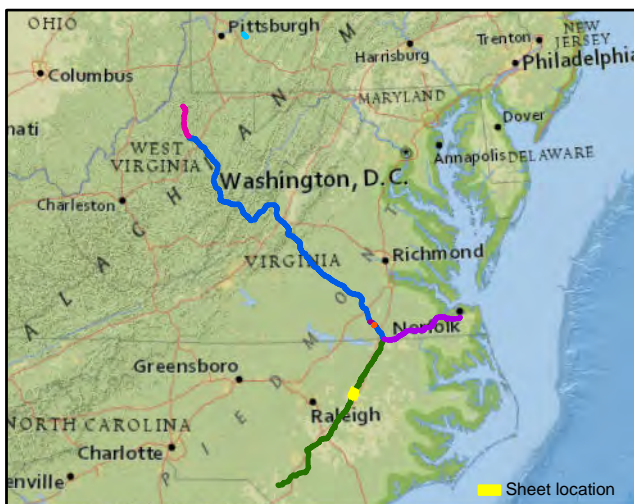 OHIO
Pittsburgh
NEW
JERSEY
Trenton
Harrisburg
Philadelphia
Columbus
MARYLAND
nati
Dover
WEST
VIRGINIA
Annapolis
DELAWARE
Washington, D.C.
Charleston
Richmond
VIRGINIA
Norfolk
A L A C H I A N M
O N T
P I E D M O N
Greensboro
Raleigh
NORTH CAROLINA
Charlotte
enville
Sheet location